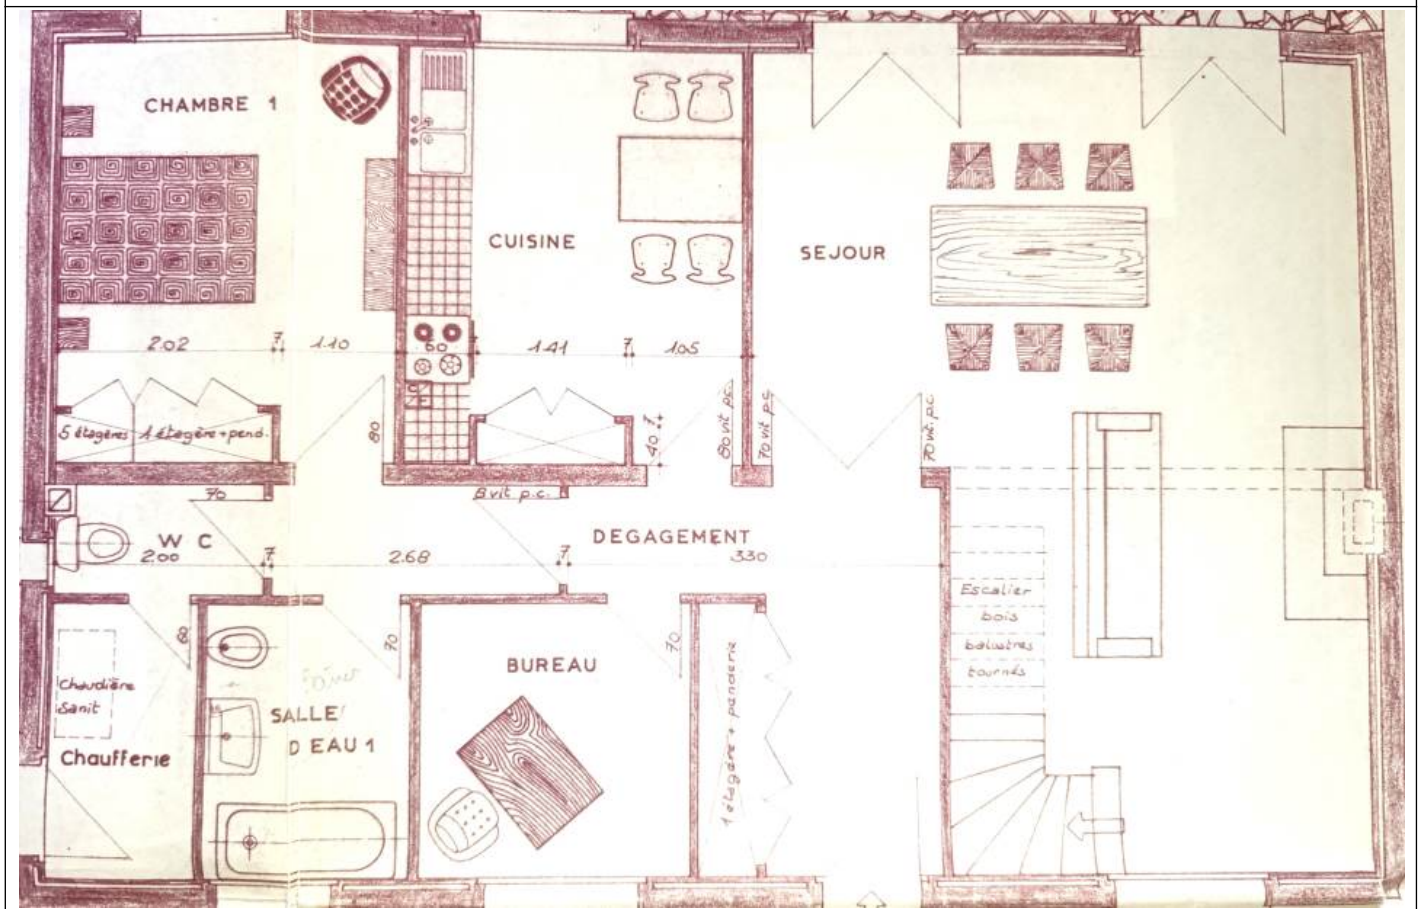 CHAMBRE 1
CUISINE
SEJOUR
2.02
7
1.10
60
7
1.41
7
1.05
5 étagères
1 étagère + pend.
80
40
7
80 vit p.c.
70 vit p.c.
70 vit. p.c.
70
8 vit. p.c.
W C
2.00
7
2.68
7
DEGAGEMENT
330
Escalier
bois
balustres
tournés
60
70
70
BUREAU
1 étagère + penderie
Chaudière
Sanit
Chaufferie
SALLE
D EAU 1